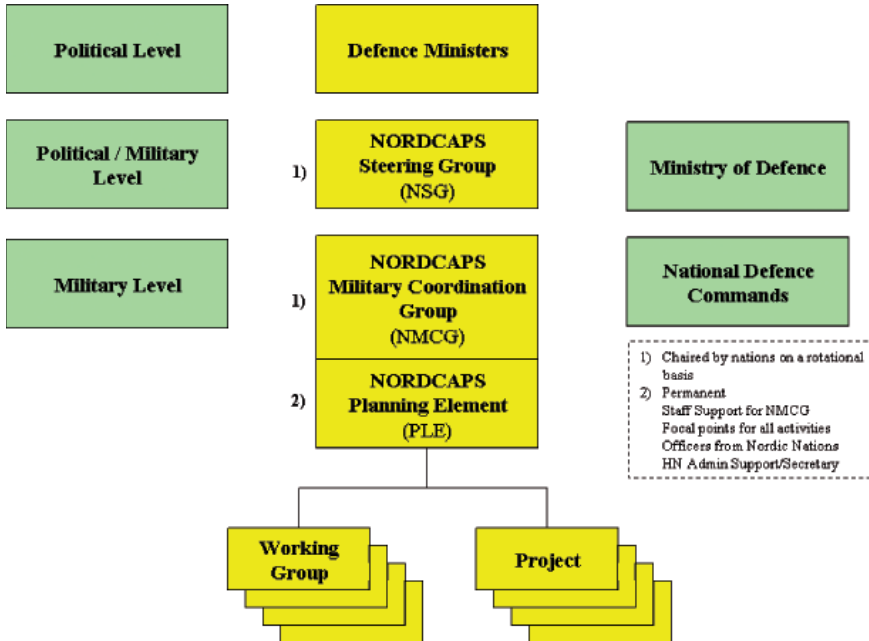 Political Level
Defence Ministers
Political / Military
Level
1)
NORDCAPS
Steering Group
(NSG)
Ministry of Defence
Military Level
1)
NORDCAPS
Military Coordination
Group
(NMCG)
National Defence
Commands
2)
NORDCAPS
Planning Element
(PLE)
1) Chaired by nations on a rotational
basis
2) Permanent
Staff Support for NMCG
Focal points for all activities
Officers from Nordic Nations
HN Admin Support/Secretary
Working
Group
Project